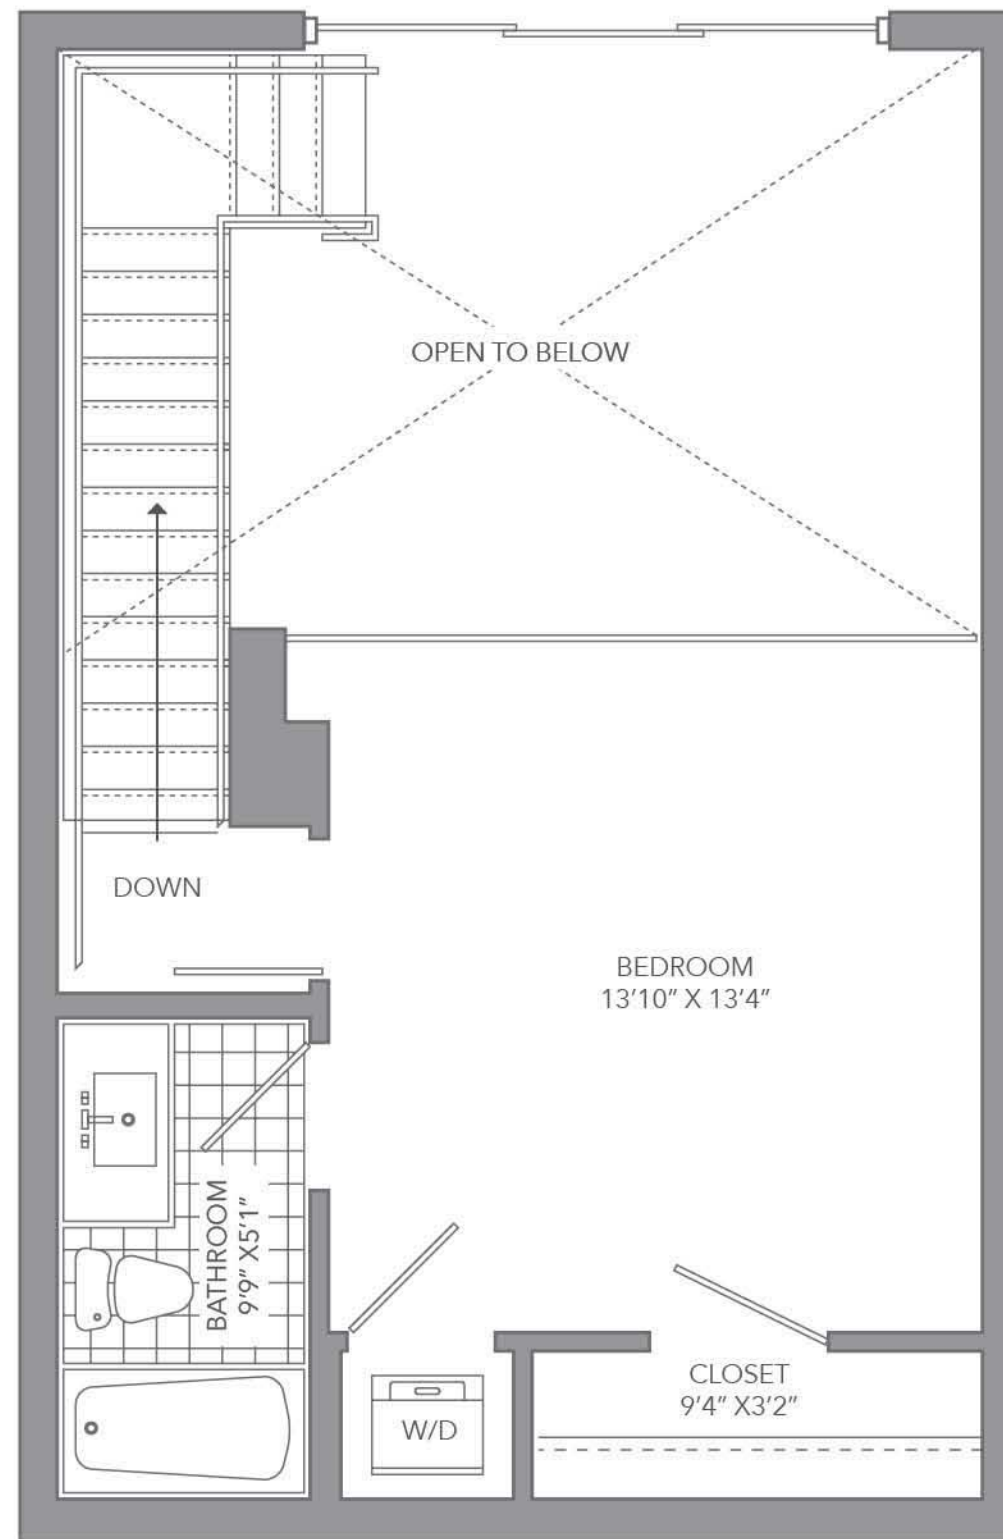 OPEN TO BELOW
DOWN
BEDROOM
13'10" X 13'4"
BATHROOM
9'9" X5'1"
CLOSET
9'4" X3'2"
W/D